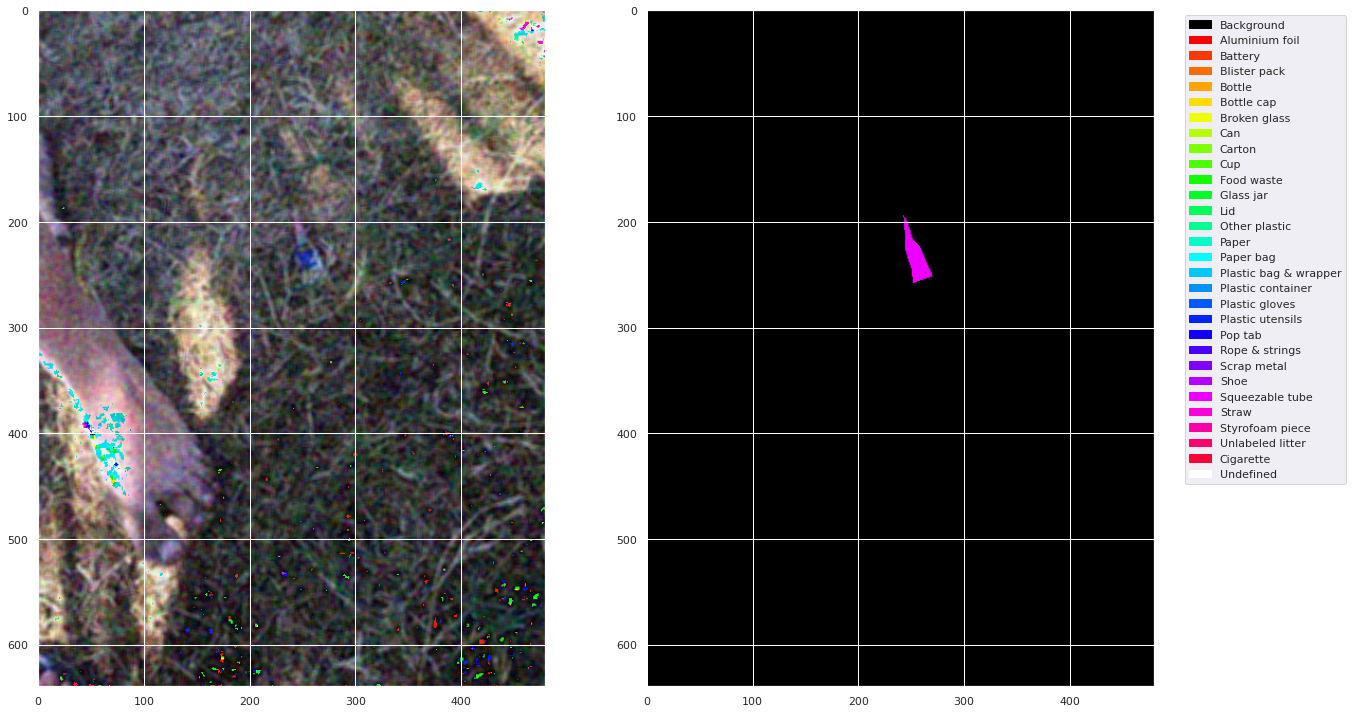 0
100
200
300
400
500
600
0 100 200 300 400
0
100
200
300
400
500
600
0 100 200 300 400
Background
Aluminium foil
Battery
Blister pack
Bottle
Bottle cap
Broken glass
Can
Carton
Cup
Food waste
Glass jar
Lid
Other plastic
Paper
Paper bag
Plastic bag & wrapper
Plastic container
Plastic gloves
Plastic utensils
Pop tab
Rope & strings
Scrap metal
Shoe
Squeezable tube
Straw
Styrofoam piece
Unlabeled litter
Cigarette
Undefined